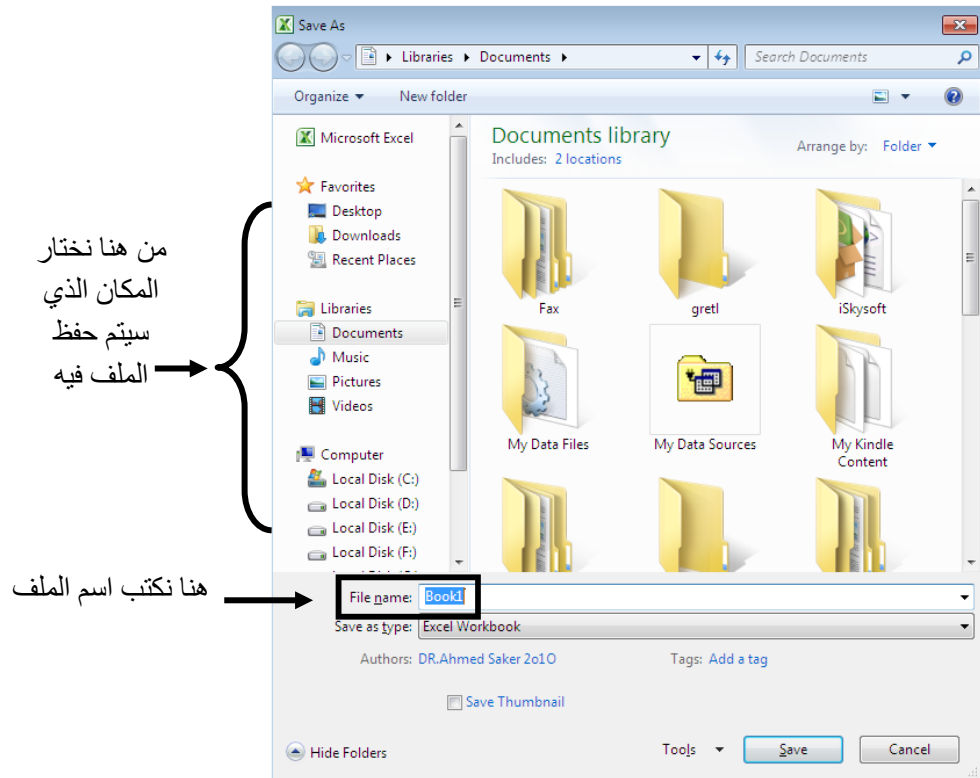 Save As
Libraries Documents
Search Documents
Organize New folder
Microsoft Excel
Favorites
Desktop
Downloads
Recent Places
Libraries
Documents
Music
Pictures
Videos
Computer
Local Disk (C:)
Local Disk (D:)
Local Disk (E:)
Local Disk (F:)
Documents library
Includes: 2 locations
Arrange by: Folder
Fax
gretl
iSkysoft
My Data Files
My Data Sources
My Kindle
Content
من هنا نختار
المكان الذي
سيتم حفظ
الملف فيه
هنا نكتب اسم الملف
File name: Book1
Save as type: Excel Workbook
Authors: DR.Ahmed Saker 2o1O
Tags: Add a tag
Save Thumbnail
Hide Folders
Tools
Save
Cancel